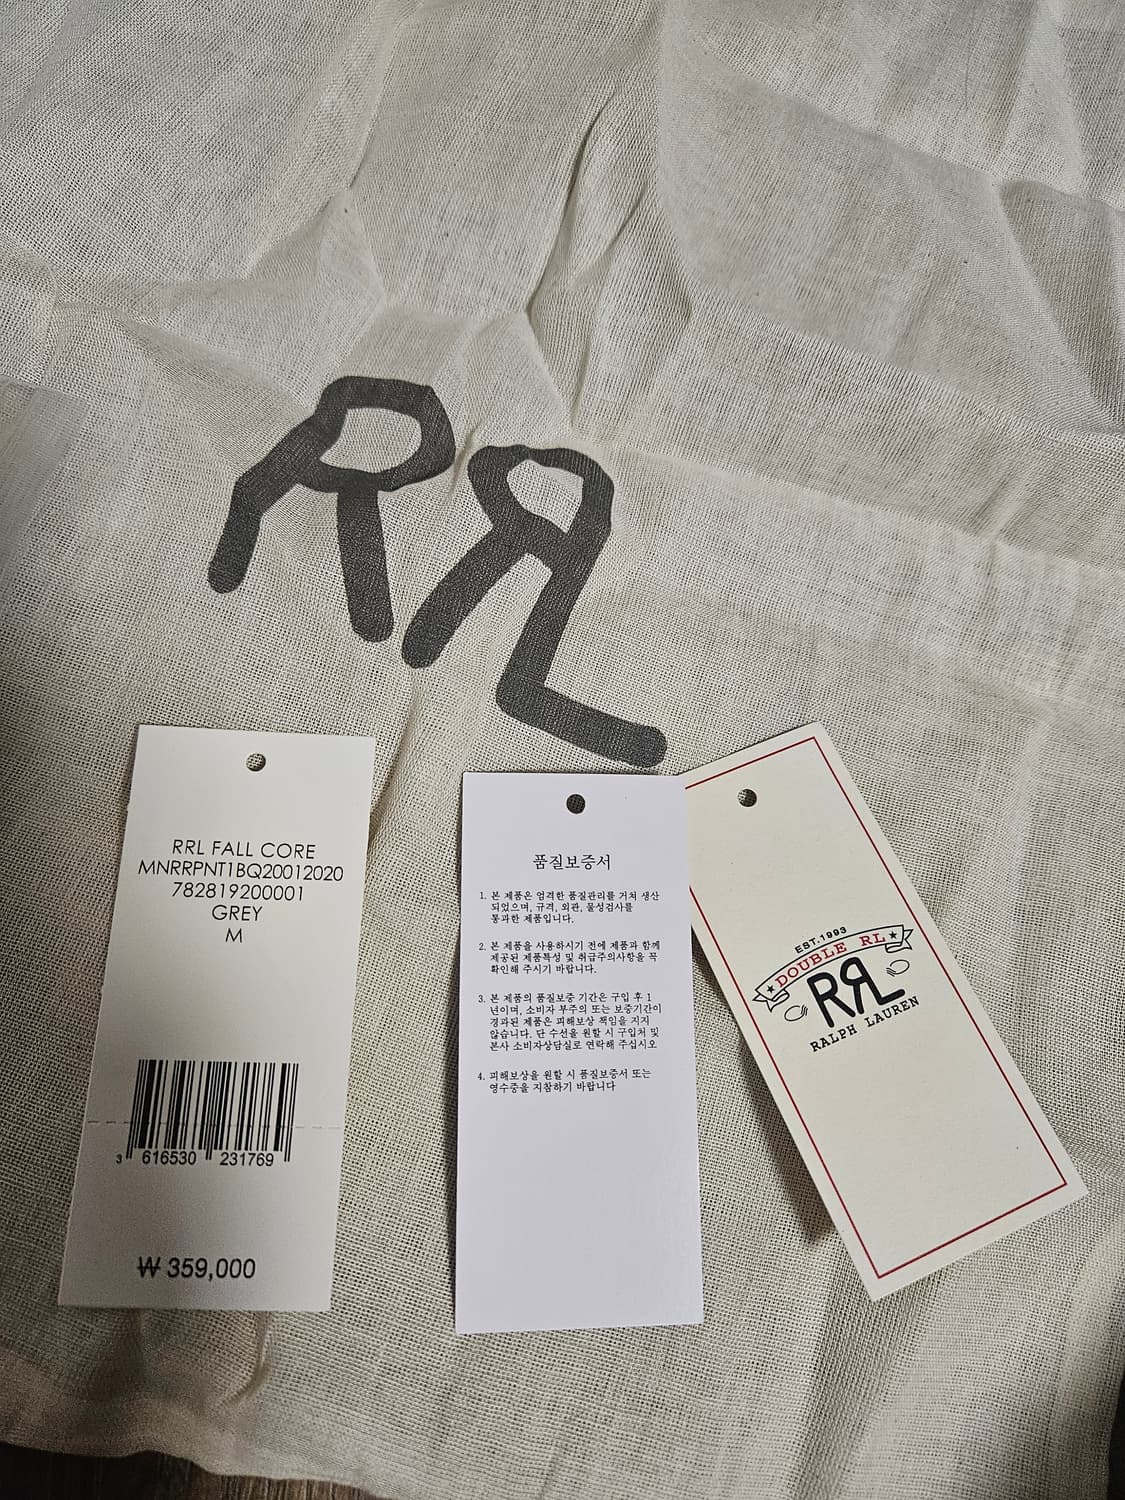 RRL
RRL FALL CORE
MNRRPNT1BQ20012020
782819200001
GREY
M
3 616530 231769
₩ 359,000
품질보증서
1. 본 제품은 엄격한 품질관리를 거쳐 생산
되었으며, 규격, 외관, 물성검사를
통과한 제품입니다.
2. 본 제품을 사용하시기 전에 제품과 함께
제공된 제품특성 및 취급주의사항을 꼭
확인해 주시기 바랍니다.
3. 본 제품의 품질보증 기간은 구입 후 1
년이며, 소비자 부주의 또는 보증기간이
경과된 제품은 피해보상 책임을 지지
않습니다. 단 수선을 원할 시 구입처 및
본사 소비자상담실로 연락해 주십시오
4. 피해보상을 원할 시 품질보증서 또는
영수증을 지참하기 바랍니다
EST.1993
DOUBLE RL
RRL
RALPH LAUREN